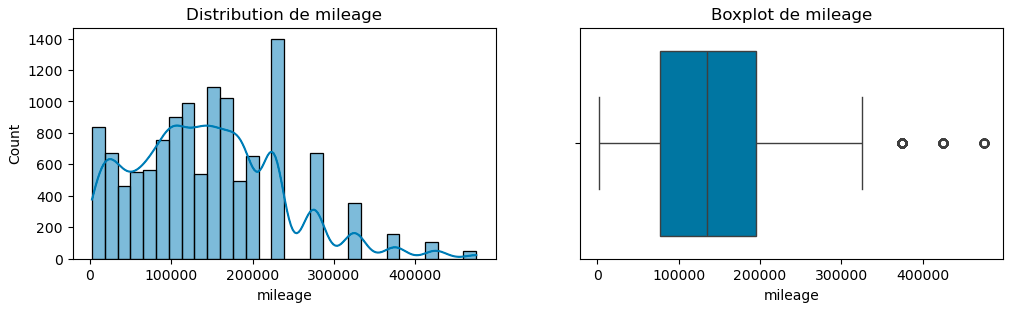 Distribution de mileage
1400
1200
1000
800
600
400
200
0
Count
0 100000 200000 300000 400000
mileage
Boxplot de mileage
0 100000 200000 300000 400000
mileage